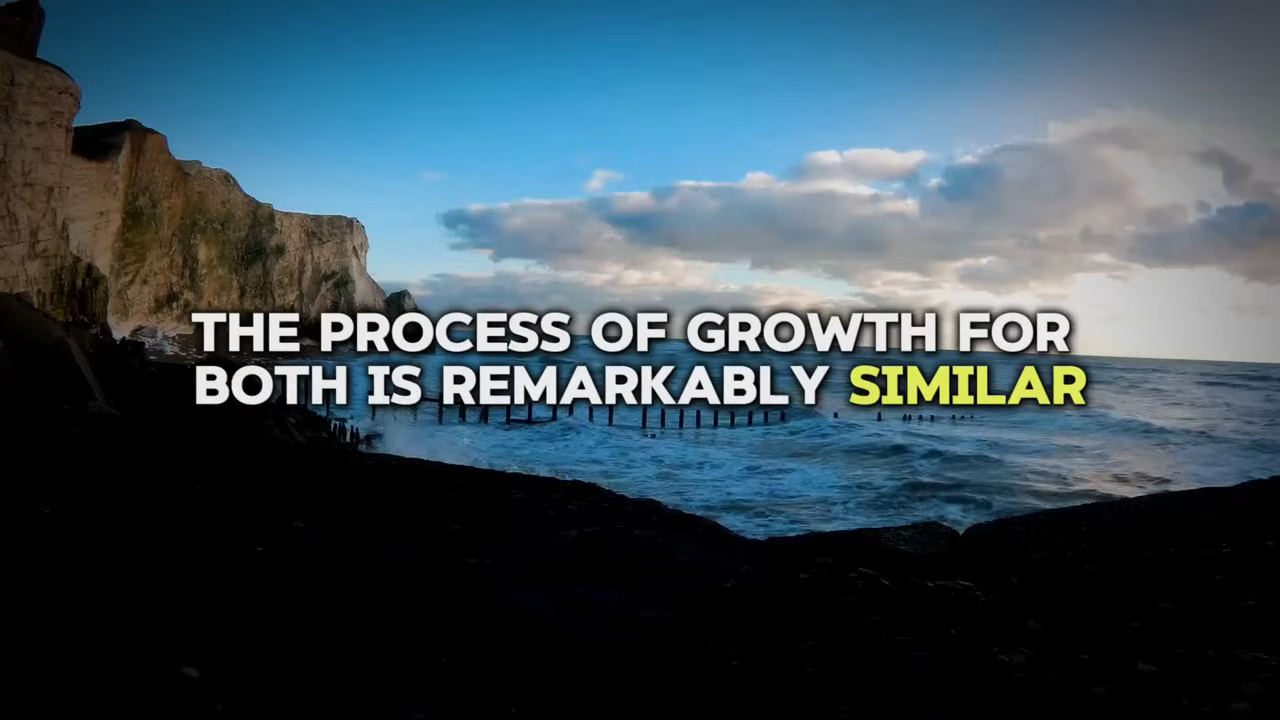 THE PROCESS OF GROWTH FOR
BOTH IS REMARKABLY SIMILAR